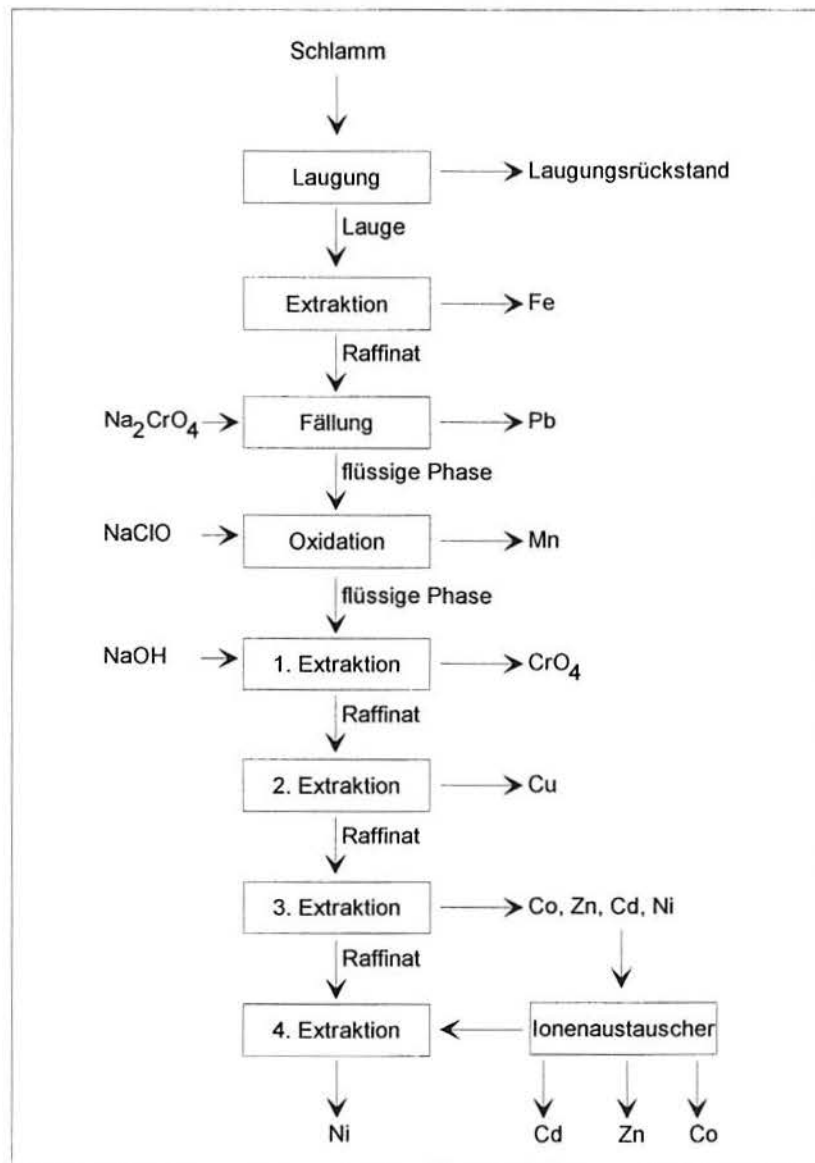 Schlamm
Laugung
Laugungsrückstand
Lauge
Extraktion
Fe
Raffinat
Na2CrO4
Fällung
Pb
flüssige Phase
NaClO
Oxidation
Mn
flüssige Phase
NaOH
1. Extraktion
CrO4
Raffinat
2. Extraktion
Cu
Raffinat
3. Extraktion
Co, Zn, Cd, Ni
Raffinat
4. Extraktion
Ionenaustauscher
Ni
Cd
Zn
Co